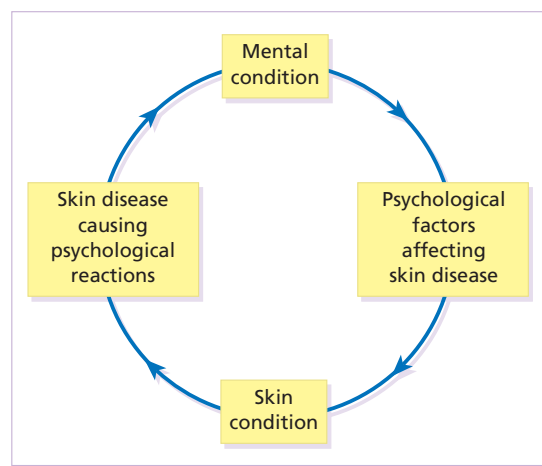 Mental
condition
Skin disease
causing
psychological
reactions
Psychological
factors
affecting
skin disease
Skin
condition